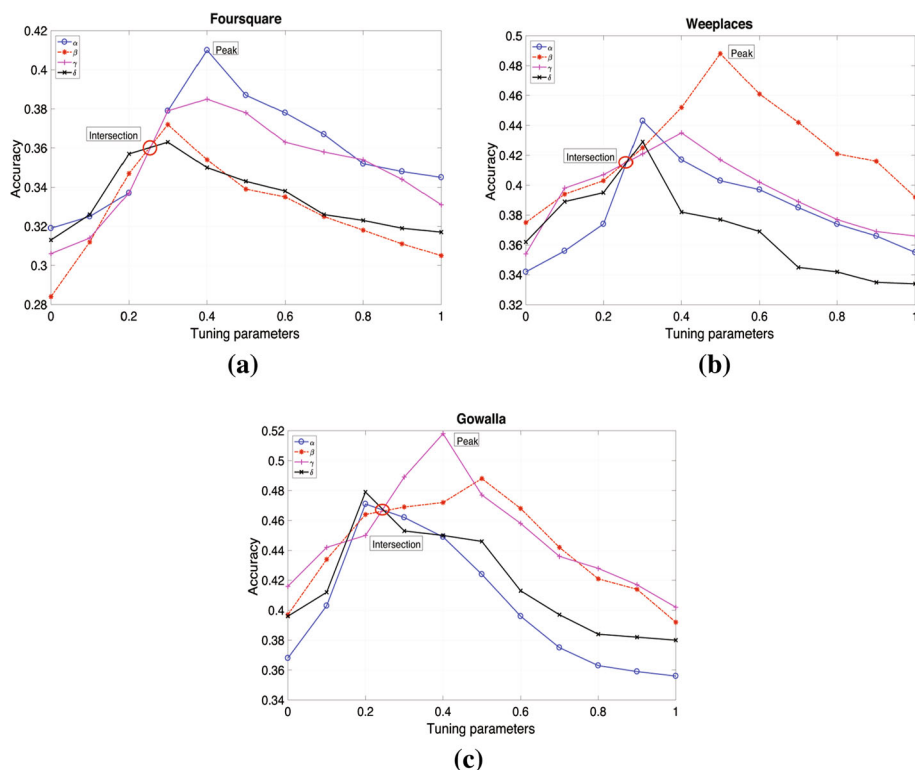 Foursquare
0.42
0.4
0.38
0.36
0.34
0.32
0.3
0.28
Accuracy
α
β
γ
δ
Peak
Intersection
0
0.2
0.4
0.6
0.8
1
Tuning parameters
(a)
Weeplaces
0.5
0.48
0.46
0.44
0.42
0.4
0.38
0.36
0.34
0.32
Accuracy
α
β
γ
δ
Peak
Intersection
0
0.2
0.4
0.6
0.8
1
Tuning parameters
(b)
Gowalla
0.52
0.5
0.48
0.46
0.44
0.42
0.4
0.38
0.36
0.34
Accuracy
α
β
γ
δ
Peak
Intersection
0
0.2
0.4
0.6
0.8
1
Tuning parameters
(c)